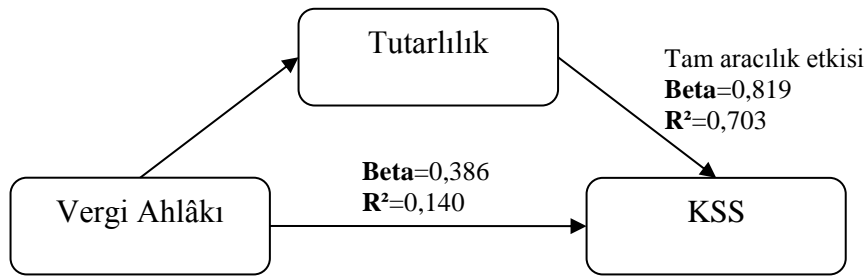 Tutarlılık
Tam aracılık etkisi
Beta=0,819
R²=0,703
Beta=0,386
R²=0,140
Vergi Ahlâkı
KSS